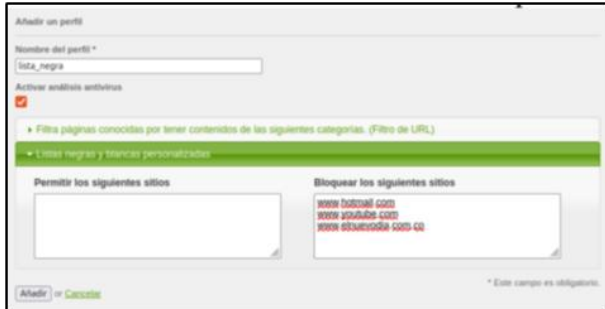 Añadir un perfil
Nombre del perfil *
lista_negra
Activar análisis antivirus
Filtra páginas conocidas por tener contenidos de las siguientes categorías. (Filtro de URL)
Listas negras y blancas personalizadas
Permitir los siguientes sitios
Bloquear los siguientes sitios
www.hotmail.com
www.youtube.com
www.elnuevodia.com.co
* Este campo es obligatorio.
Añadir or Cancelar